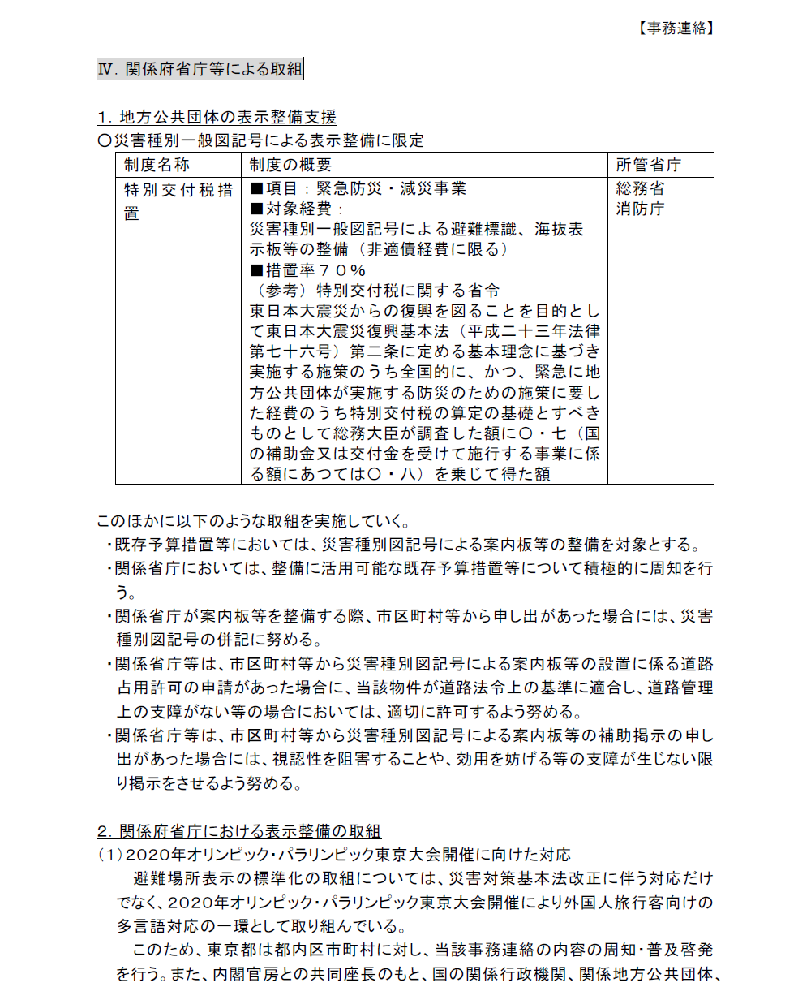 【事務連絡】
Ⅳ．関係府省庁等による取組
１．地方公共団体の表示整備支援
〇災害種別一般図記号による表示整備に限定
制度名称
制度の概要
所管省庁
特別交付税措
置
■項目：緊急防災・減災事業
■対象経費：
災害種別一般図記号による避難標識、海抜表
示板等の整備（非適債経費に限る）
■措置率７０％
（参考）特別交付税に関する省令
東日本大震災からの復興を図ることを目的とし
て東日本大震災復興基本法（平成二十三年法律
第七十六号）第二条に定める基本理念に基づき
実施する施策のうち全国的に、かつ、緊急に地
方公共団体が実施する防災のための施策に要し
た経費のうち特別交付税の算定の基礎とすべき
ものとして総務大臣が調査した額に〇・七（国
の補助金又は交付金を受けて施行する事業に係
る額にあつては〇・八）を乗じて得た額
総務省
消防庁
このほかに以下のような取組を実施していく。
・既存予算措置等においては、災害種別図記号による案内板等の整備を対象とする。
・関係省庁においては、整備に活用可能な既存予算措置等について積極的に周知を行
う。
・関係省庁が案内板等を整備する際、市区町村等から申し出があった場合には、災害
種別図記号の併記に努める。
・関係省庁等は、市区町村等から災害種別図記号による案内板等の設置に係る道路
占用許可の申請があった場合に、当該物件が道路法令上の基準に適合し、道路管理
上の支障がない等の場合においては、適切に許可するよう努める。
・関係省庁等は、市区町村等から災害種別図記号による案内板等の補助掲示の申し
出があった場合には、視認性を阻害することや、効用を妨げる等の支障が生じない限
り掲示をさせるよう努める。
２．関係府省庁における表示整備の取組
（１）２０２０年オリンピック・パラリンピック東京大会開催に向けた対応
避難場所表示の標準化の取組については、災害対策基本法改正に伴う対応だけ
でなく、２０２０年オリンピック・パラリンピック東京大会開催により外国人旅行客向けの
多言語対応の一環として取り組んでいる。
このため、東京都は都内区市町村に対し、当該事務連絡の内容の周知・普及啓発
を行う。また、内閣官房との共同座長のもと、国の関係行政機関、関係地方公共団体、